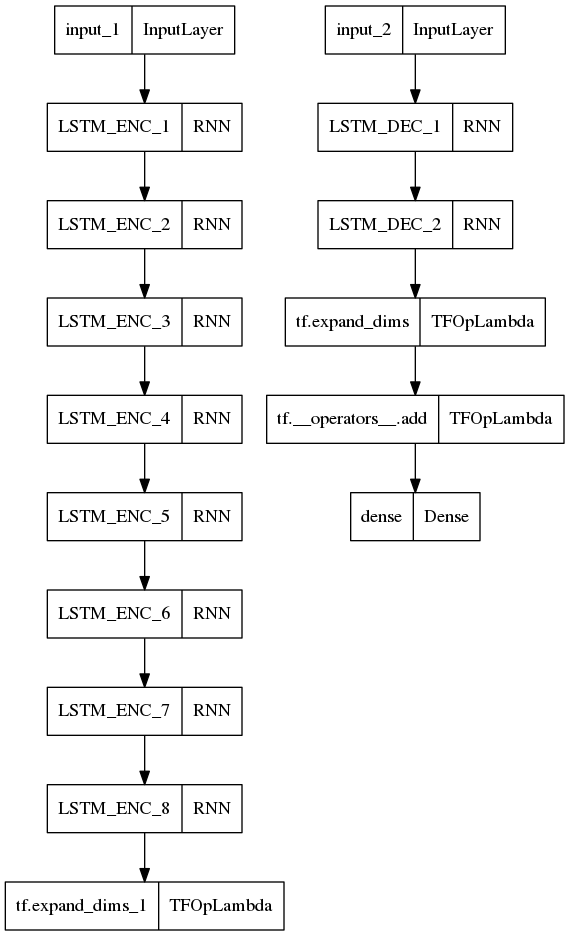 input_1 InputLayer
LSTM_ENC_1 RNN
LSTM_ENC_2 RNN
LSTM_ENC_3 RNN
LSTM_ENC_4 RNN
LSTM_ENC_5 RNN
LSTM_ENC_6 RNN
LSTM_ENC_7 RNN
LSTM_ENC_8 RNN
tf.expand_dims_1 TFOpLambda
input_2 InputLayer
LSTM_DEC_1 RNN
LSTM_DEC_2 RNN
tf.expand_dims TFOpLambda
tf.__operators__.add TFOpLambda
dense Dense